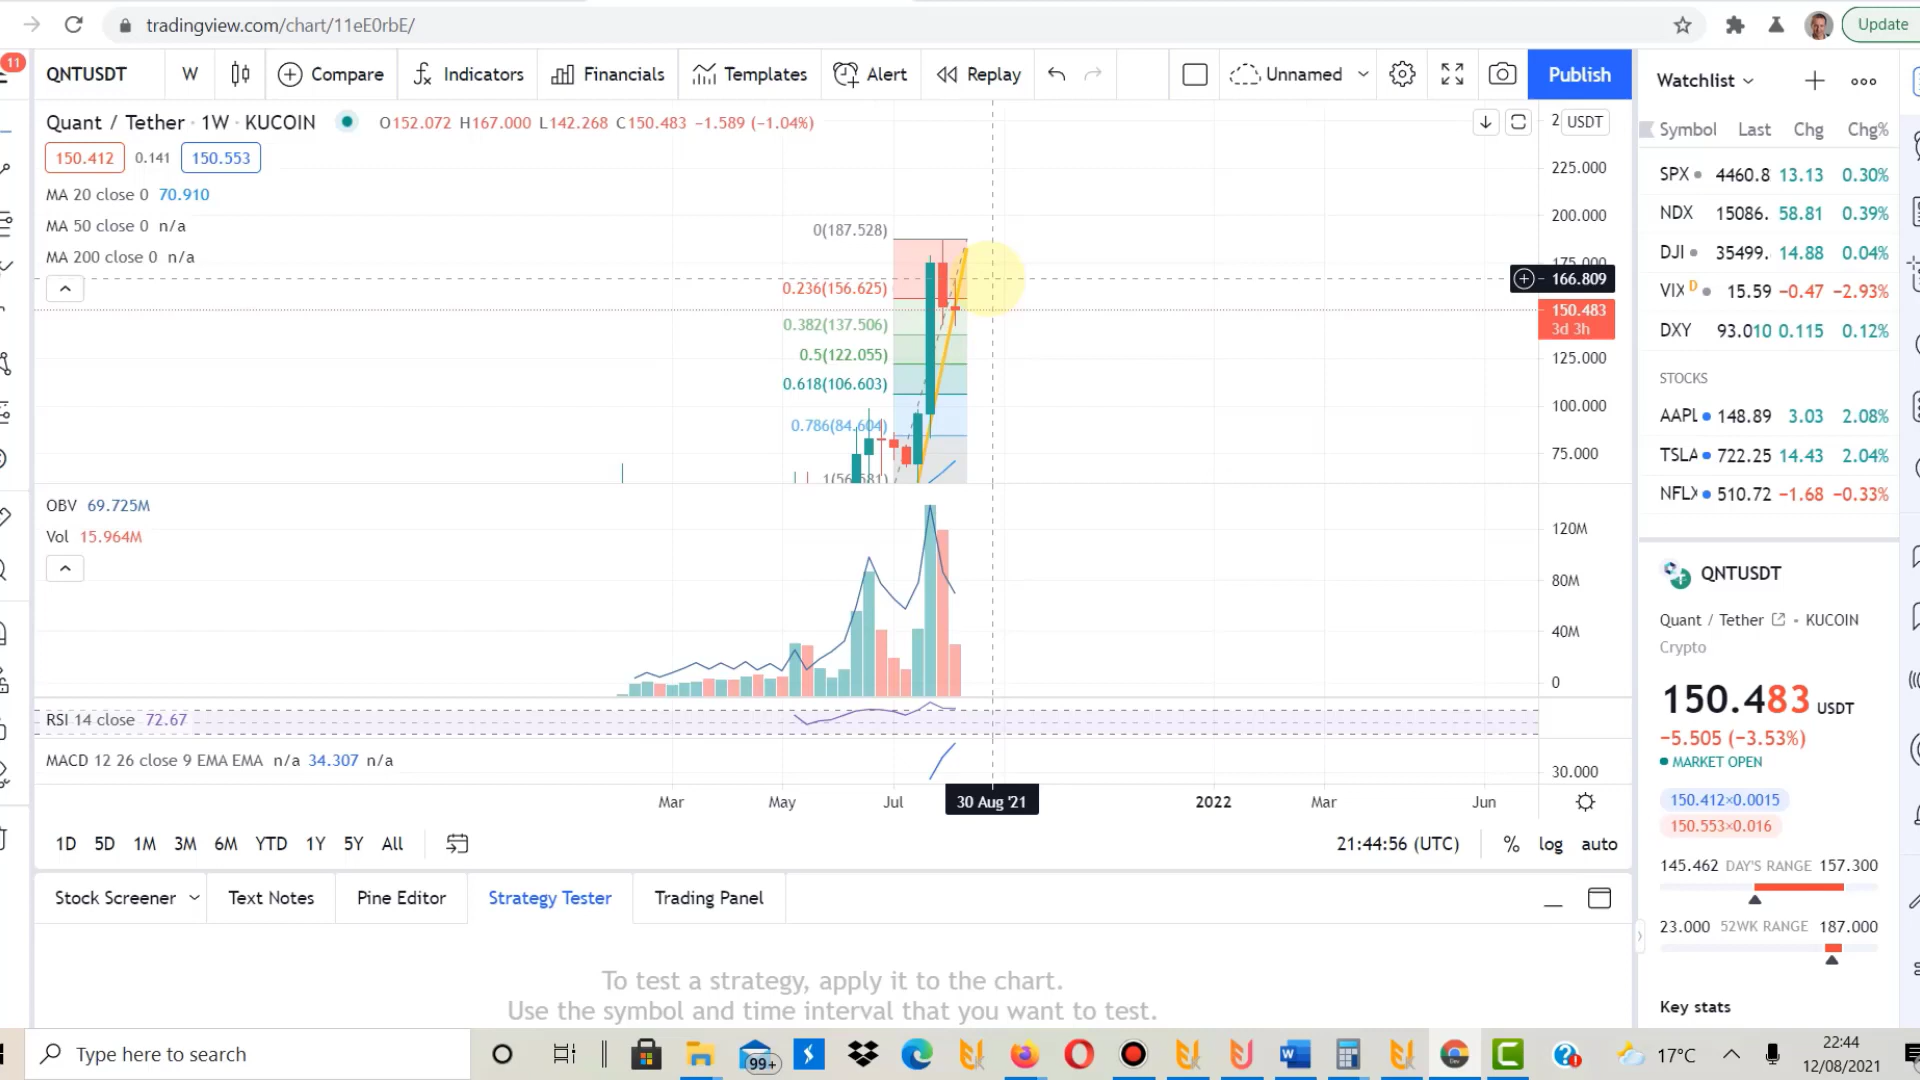 tradingview.com/chart/11eE0rbE/
Update
11
QNTUSDT W Compare Indicators Financials Templates Alert Replay Unnamed Publish
Quant / Tether · 1W · KUCOIN O152.072 H167.000 L142.268 C150.483 −1.589 (−1.04%)
150.412 0.141 150.553
MA 20 close 0 70.910
MA 50 close 0 n/a
MA 200 close 0 n/a
0(187.528)
0.236(156.625)
0.382(137.506)
0.5(122.055)
0.618(106.603)
0.786(84.604)
2 USDT
225.000
200.000
175.000
166.809
150.483
3d 3h
125.000
100.000
75.000
OBV 69.725M
Vol 15.964M
120M
80M
40M
0
RSI 14 close 72.67
MACD 12 26 close 9 EMA EMA n/a 34.307 n/a
30.000
Mar May Jul 30 Aug '21 2022 Mar Jun
1D 5D 1M 3M 6M YTD 1Y 5Y All
21:44:56 (UTC) % log auto
Stock Screener Text Notes Pine Editor Strategy Tester Trading Panel
To test a strategy, apply it to the chart.
Use the symbol and time interval that you want to test.
Watchlist
Symbol Last Chg Chg%
SPX 4460.8 13.13 0.30%
NDX 15086. 58.81 0.39%
DJI 35499. 14.88 0.04%
VIX D 15.59 −0.47 −2.93%
DXY 93.010 0.115 0.12%
STOCKS
AAPL 148.89 3.03 2.08%
TSLA 722.25 14.43 2.04%
NFLX 510.72 −1.68 −0.33%
QNTUSDT
Quant / Tether • KUCOIN
Crypto
150.483 USDT
−5.505 (−3.53%)
MARKET OPEN
150.412×0.0015
150.553×0.016
145.462 DAY'S RANGE 157.300
23.000 52WK RANGE 187.000
Key stats
Type here to search
99+
17°C
22:44
12/08/2021